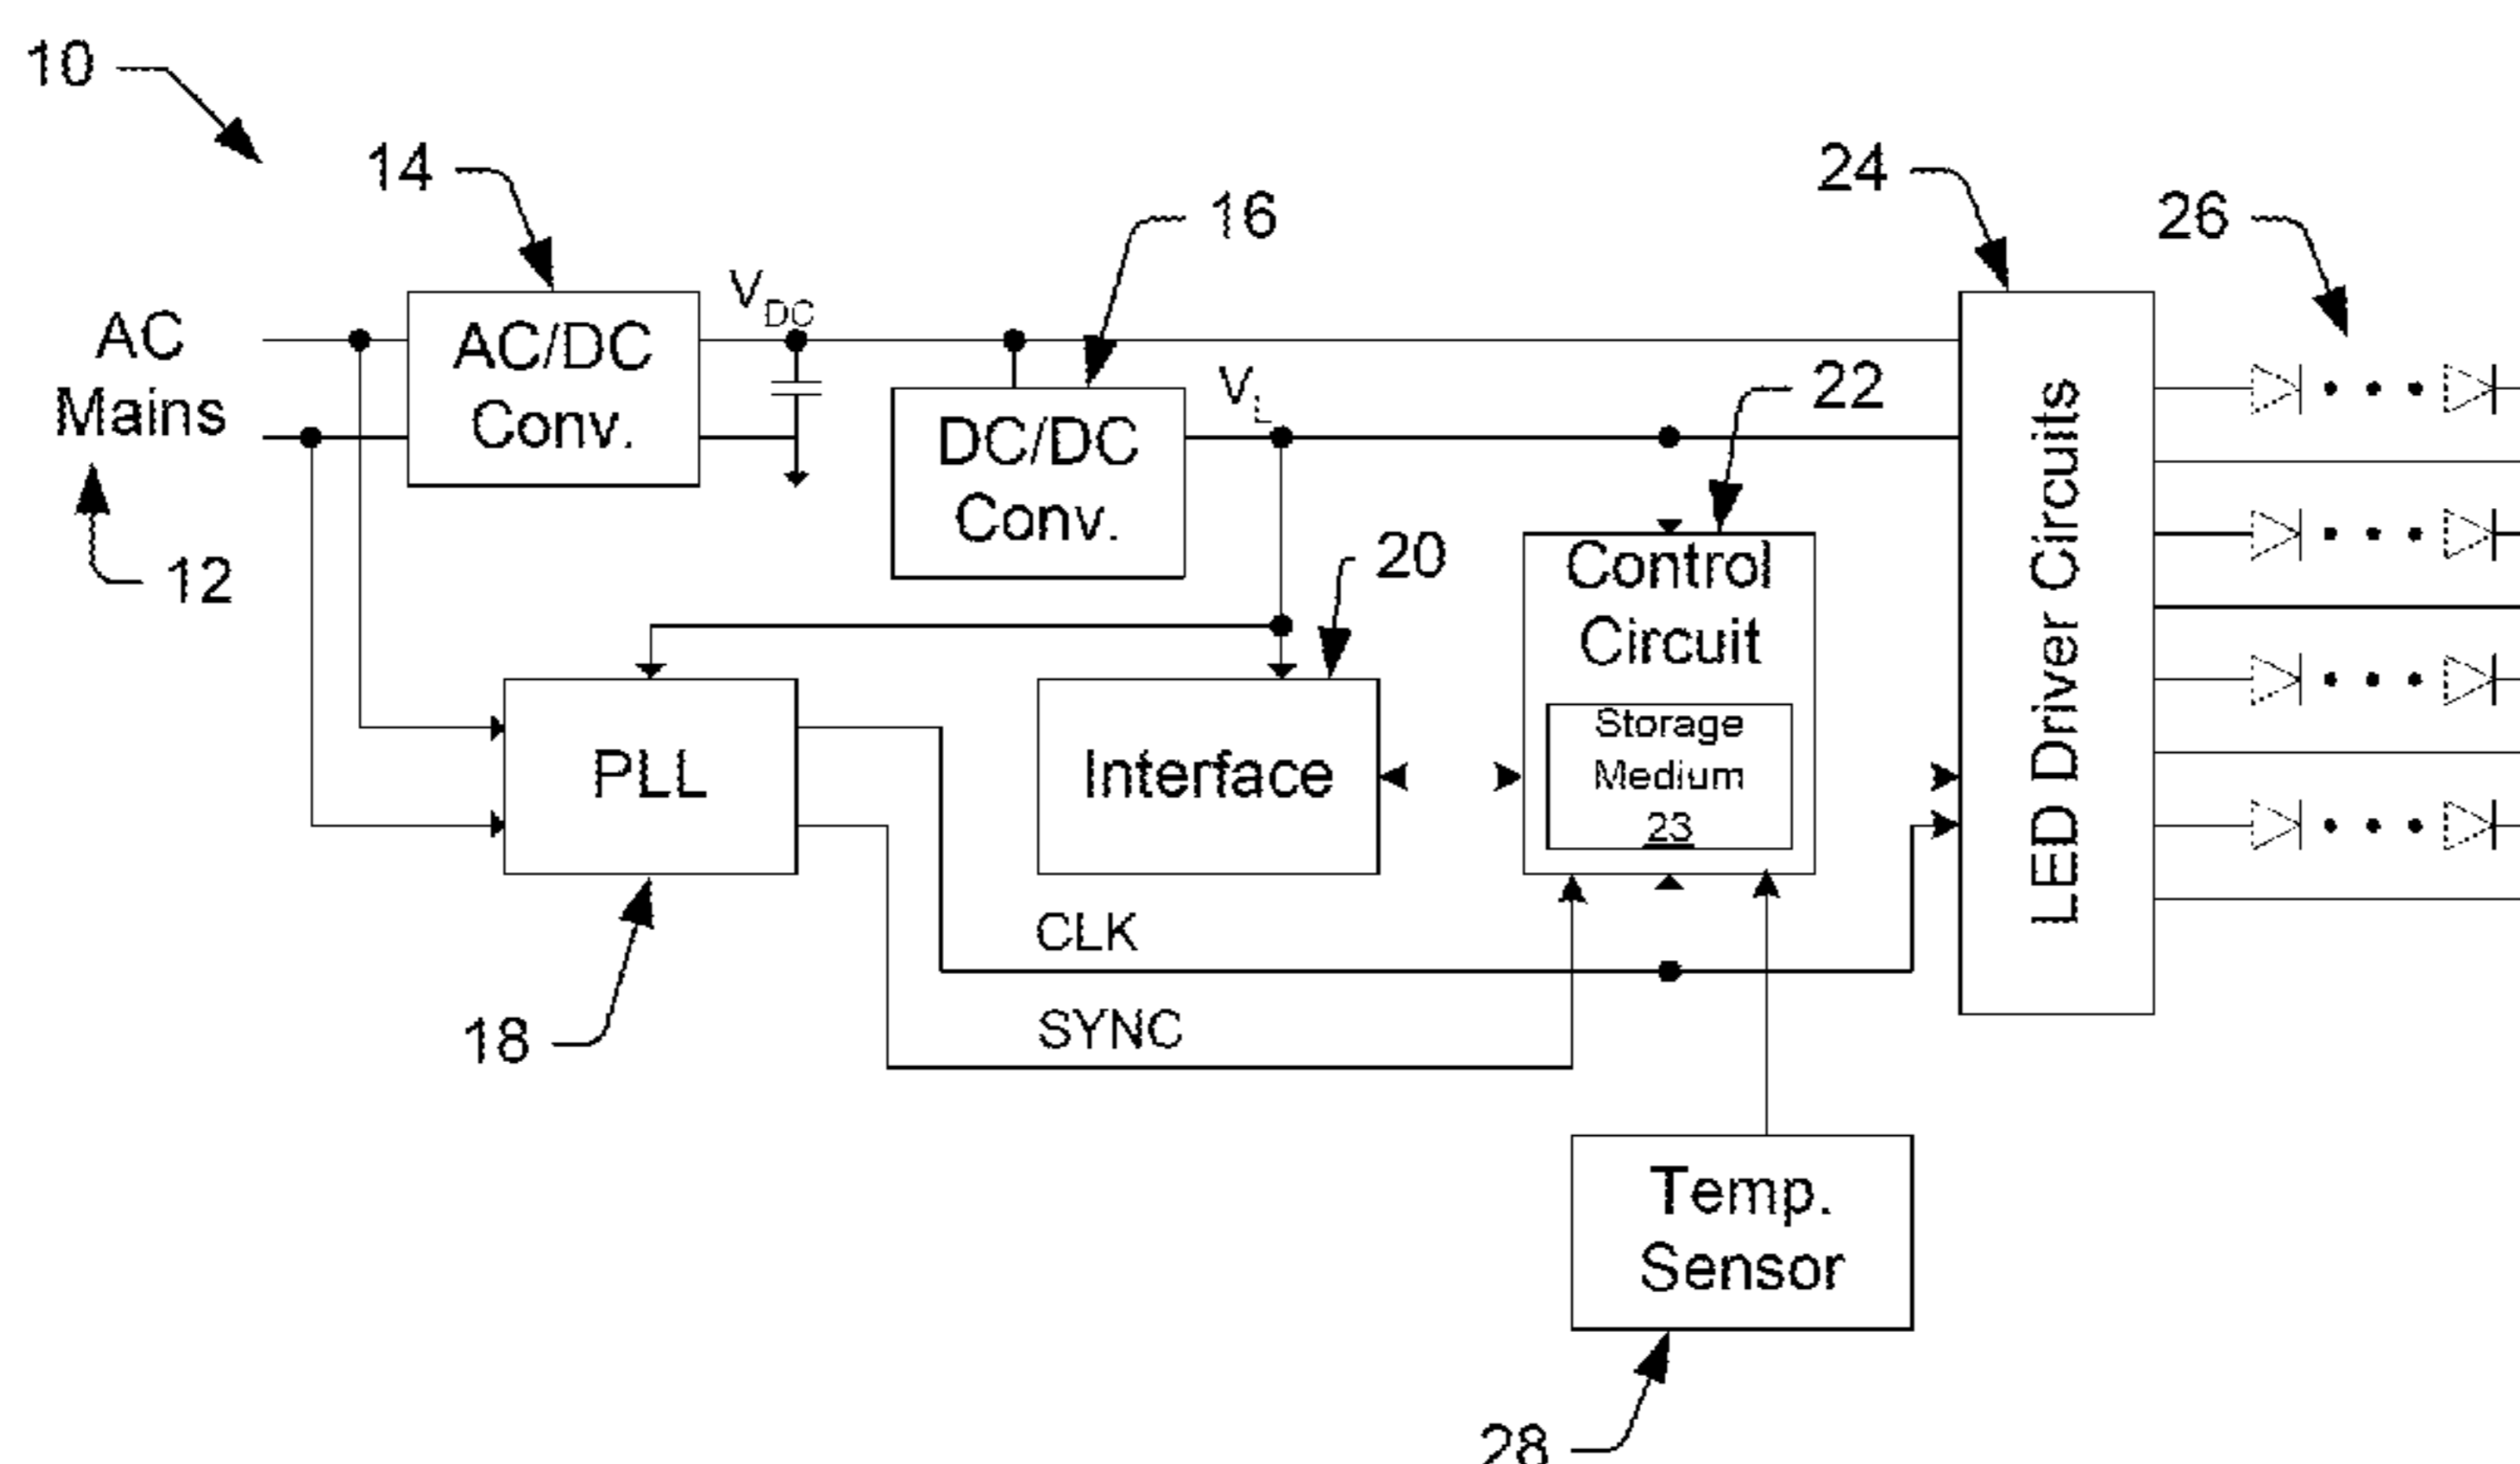 10
14
16
24
26
AC
Mains
12
AC/DC
Conv.
VDC
DC/DC
Conv.
VL
22
20
Control
Circuit
Storage
Medium
23
LED Driver Circuits
PLL
Interface
18
CLK
SYNC
Temp.
Sensor
28